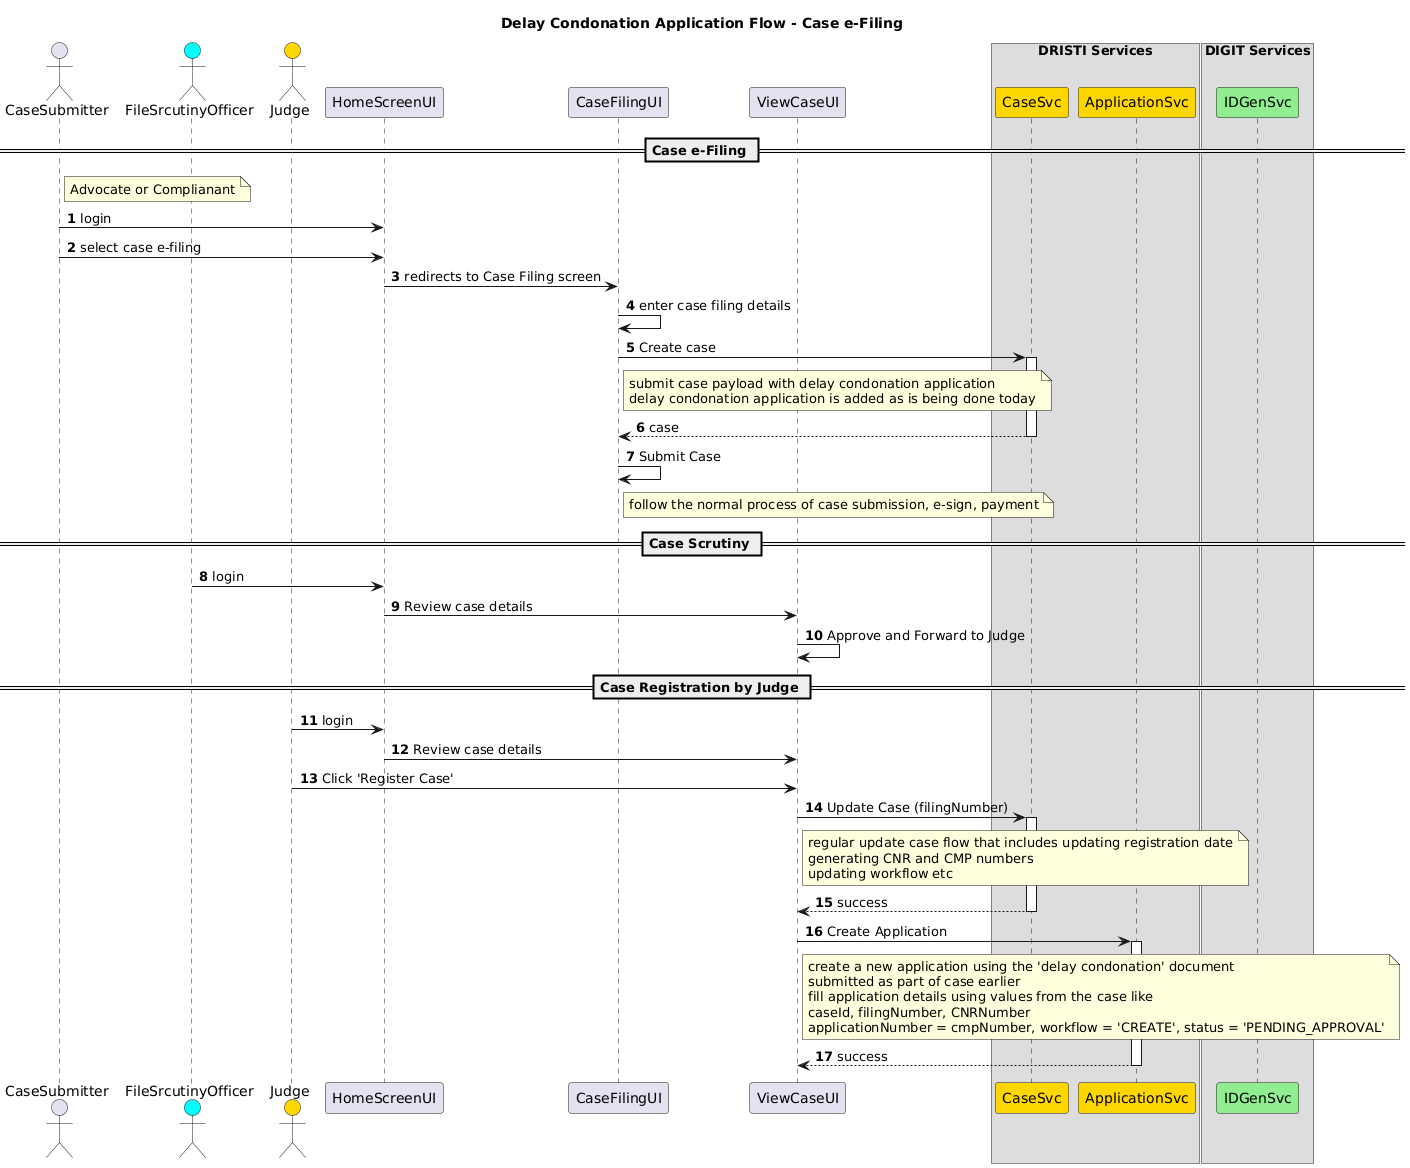 Delay Condonation Application Flow - Case e-Filing
DRISTI Services
DIGIT Services
CaseSubmitter
FileSrcutinyOfficer
Judge
HomeScreenUI
CaseFilingUI
ViewCaseUI
CaseSvc
ApplicationSvc
IDGenSvc
Case e-Filing
Advocate or Complianant
1 login
2 select case e-filing
3 redirects to Case Filing screen
4 enter case filing details
5 Create case
submit case payload with delay condonation application
delay condonation application is added as is being done today
6 case
7 Submit Case
follow the normal process of case submission, e-sign, payment
Case Scrutiny
8 login
9 Review case details
10 Approve and Forward to Judge
Case Registration by Judge
11 login
12 Review case details
13 Click 'Register Case'
14 Update Case (filingNumber)
regular update case flow that includes updating registration date
generating CNR and CMP numbers
updating workflow etc
15 success
16 Create Application
create a new application using the 'delay condonation' document
submitted as part of case earlier
fill application details using values from the case like
caseId, filingNumber, CNRNumber
applicationNumber = cmpNumber, workflow = 'CREATE', status = 'PENDING_APPROVAL'
17 success
CaseSubmitter
FileSrcutinyOfficer
Judge
HomeScreenUI
CaseFilingUI
ViewCaseUI
CaseSvc
ApplicationSvc
IDGenSvc